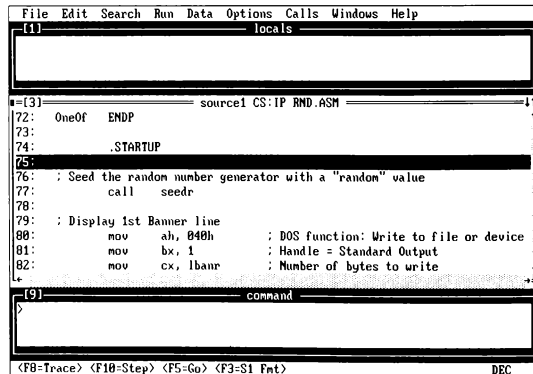 File Edit Search Run Data Options Calls Windows Help
[1] locals
[3] source1 CS:IP RND.ASM
72: OneOf ENDP
73:
74: .STARTUP
75:
76: ; Seed the random number generator with a "random" value
77: call seedr
78:
79: ; Display 1st Banner line
80: mov ah, 040h ; DOS function: Write to file or device
81: mov bx, 1 ; Handle = Standard Output
82: mov cx, lbanr ; Number of bytes to write
[9] command
>
<F8=Trace> <F10=Step> <F5=Go> <F3=S1 Fmt> DEC